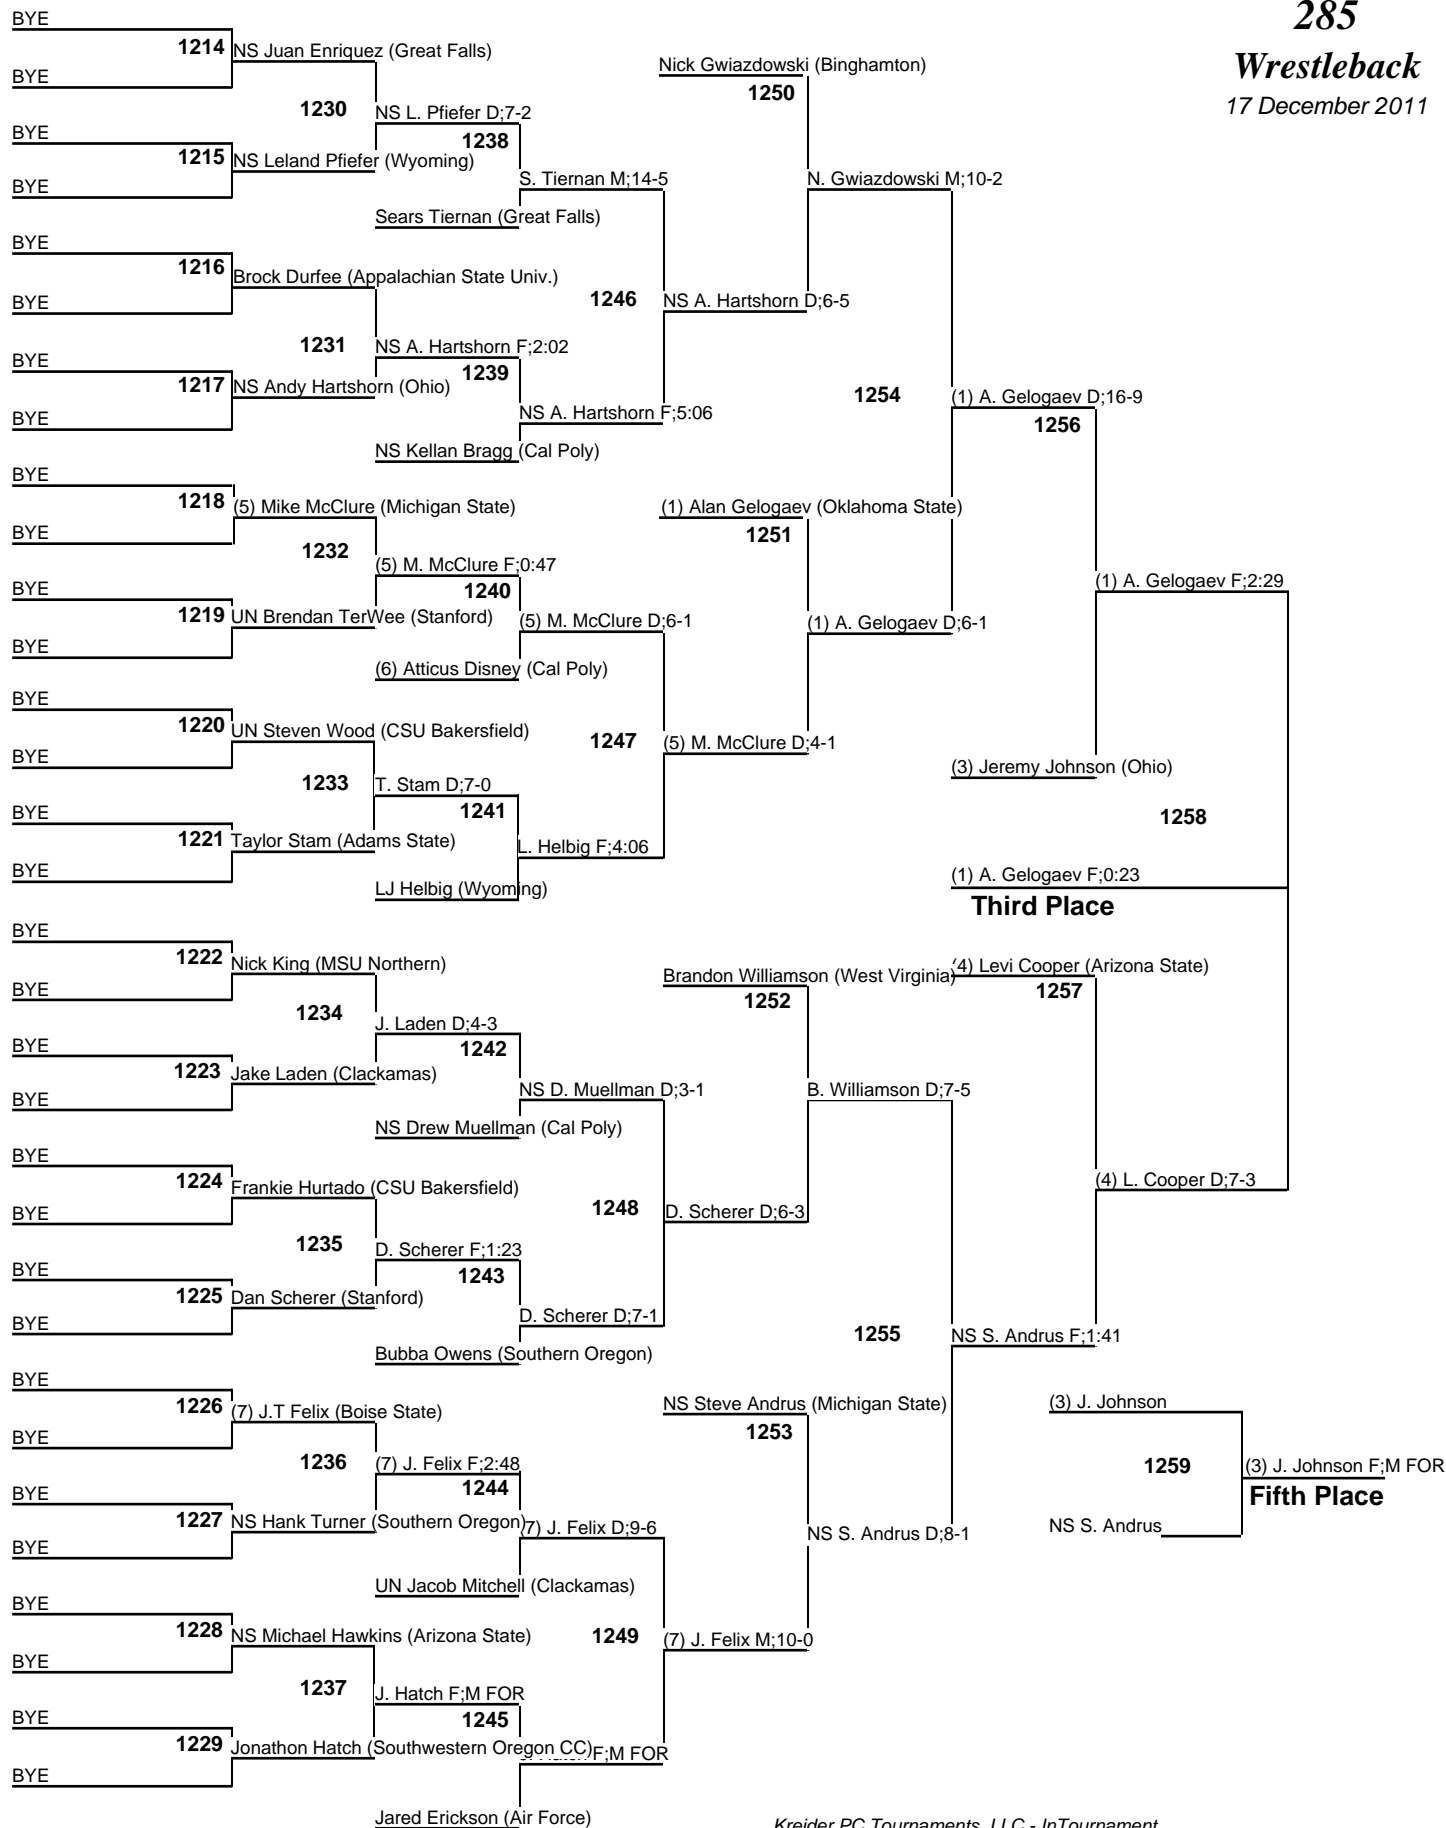 285
Wrestleback
17 December 2011
BYE
1214
NS Juan Enriquez (Great Falls)
BYE
1230
NS L. Pfiefer D;7-2
1238
BYE
1215
NS Leland Pfiefer (Wyoming)
BYE
S. Tiernan M;14-5
Sears Tiernan (Great Falls)
BYE
1216
Brock Durfee (Appalachian State Univ.)
BYE
1246
NS A. Hartshorn D;6-5
1231
NS A. Hartshorn F;2:02
1239
BYE
1217
NS Andy Hartshorn (Ohio)
BYE
NS A. Hartshorn F;5:06
NS Kellan Bragg (Cal Poly)
Nick Gwiazdowski (Binghamton)
1250
N. Gwiazdowski M;10-2
1254
(1) A. Gelogaev D;16-9
1256
BYE
1218
(5) Mike McClure (Michigan State)
BYE
1232
(5) M. McClure F;0:47
1240
BYE
1219
UN Brendan TerWee (Stanford)
BYE
(5) M. McClure D;6-1
(6) Atticus Disney (Cal Poly)
(1) Alan Gelogaev (Oklahoma State)
1251
(1) A. Gelogaev D;6-1
(1) A. Gelogaev F;2:29
BYE
1220
UN Steven Wood (CSU Bakersfield)
BYE
1247
(5) M. McClure D;4-1
1233
T. Stam D;7-0
1241
BYE
1221
Taylor Stam (Adams State)
BYE
L. Helbig F;4:06
LJ Helbig (Wyoming)
(3) Jeremy Johnson (Ohio)
1258
(1) A. Gelogaev F;0:23
Third Place
BYE
1222
Nick King (MSU Northern)
BYE
1234
J. Laden D;4-3
1242
BYE
1223
Jake Laden (Clackamas)
BYE
NS D. Muellman D;3-1
NS Drew Muellman (Cal Poly)
Brandon Williamson (West Virginia)
1252
B. Williamson D;7-5
(4) Levi Cooper (Arizona State)
1257
(4) L. Cooper D;7-3
BYE
1224
Frankie Hurtado (CSU Bakersfield)
BYE
1248
D. Scherer D;6-3
1235
D. Scherer F;1:23
1243
BYE
1225
Dan Scherer (Stanford)
BYE
D. Scherer D;7-1
Bubba Owens (Southern Oregon)
1255
NS S. Andrus F;1:41
BYE
1226
(7) J.T Felix (Boise State)
BYE
1236
(7) J. Felix F;2:48
1244
BYE
1227
NS Hank Turner (Southern Oregon)
BYE
(7) J. Felix D;9-6
UN Jacob Mitchell (Clackamas)
NS Steve Andrus (Michigan State)
1253
NS S. Andrus D;8-1
(3) J. Johnson
1259
(3) J. Johnson F;M FOR
Fifth Place
NS S. Andrus
BYE
1228
NS Michael Hawkins (Arizona State)
BYE
1249
(7) J. Felix M;10-0
1237
J. Hatch F;M FOR
1245
BYE
1229
Jonathon Hatch (Southwestern Oregon CC)
F;M FOR
BYE
Jared Erickson (Air Force)
Kreider PC Tournaments, LLC - InTournament